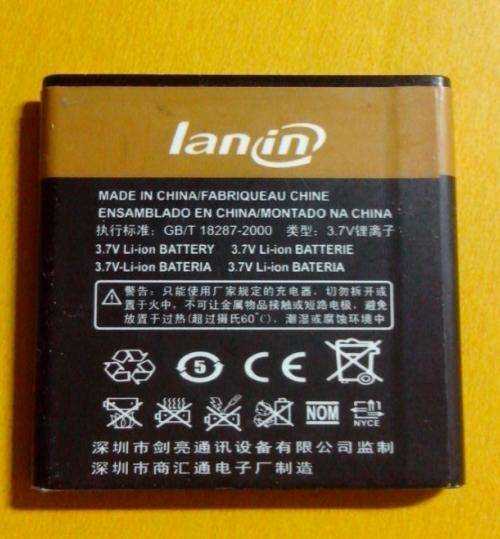 lanin
MADE IN CHINA/FABRIQUEAU CHINE
ENSAMBLADO EN CHINA/MONTADO NA CHINA
执行标准: GB/T 18287-2000 类型: 3.7V锂离子
3.7V Li-ion BATTERY 3.7V Li-ion BATTERIE
3.7V-Li-ion BATERIA 3.7V Li-ion BATERIA
警告: 只能使用厂家规定的充电器, 切勿拆开或
置于火中, 不可让金属物品接触或短路电极, 避免
放置于过热(超过摄氏60℃), 潮湿或腐蚀环境中
5 CE
NOM NYCE
深圳市剑亮通讯设备有限公司监制
深圳市商汇通电子厂制造